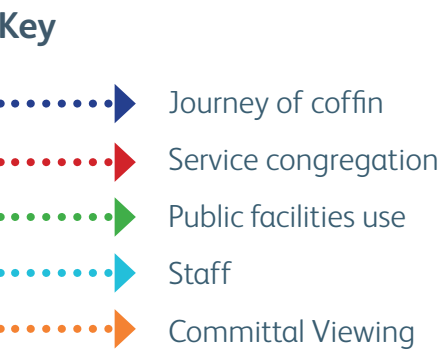 Key
Journey of coffin
Service congregation
Public facilities use
Staff
Committal Viewing